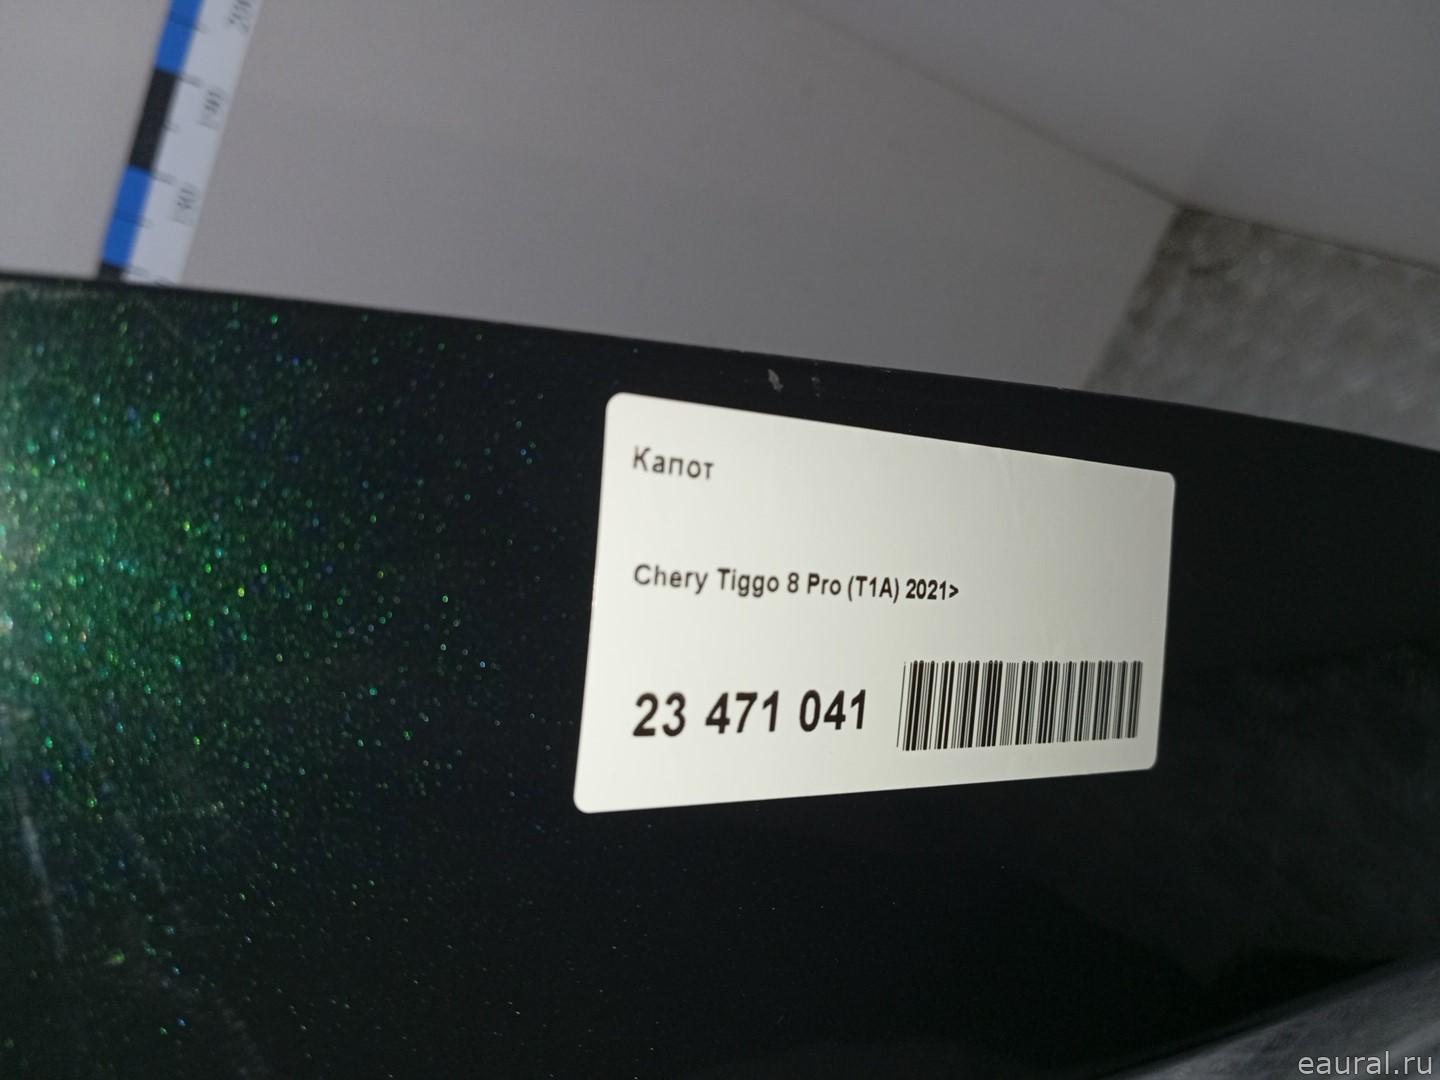 Капот
Chery Tiggo 8 Pro (T1A) 2021>
23 471 041
eaural.ru